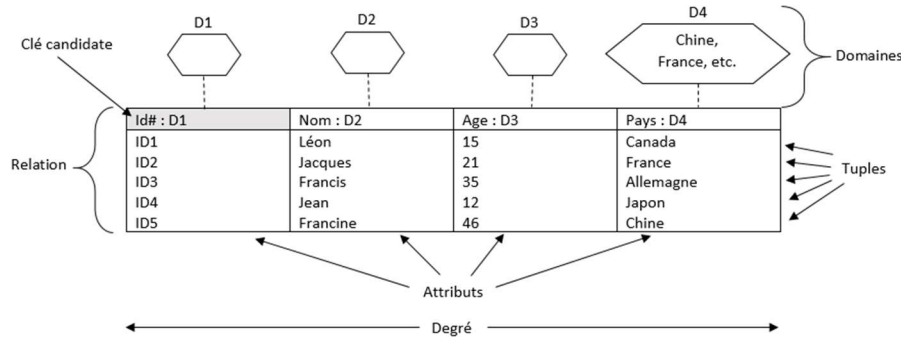 D1 D2 D3 D4
Clé candidate
Chine,
France, etc.
Domaines
Id# : D1 Nom : D2 Age : D3 Pays : D4
ID1 Léon 15 Canada
ID2 Jacques 21 France
ID3 Francis 35 Allemagne
ID4 Jean 12 Japon
ID5 Francine 46 Chine
Relation
Tuples
Attributs
Degré